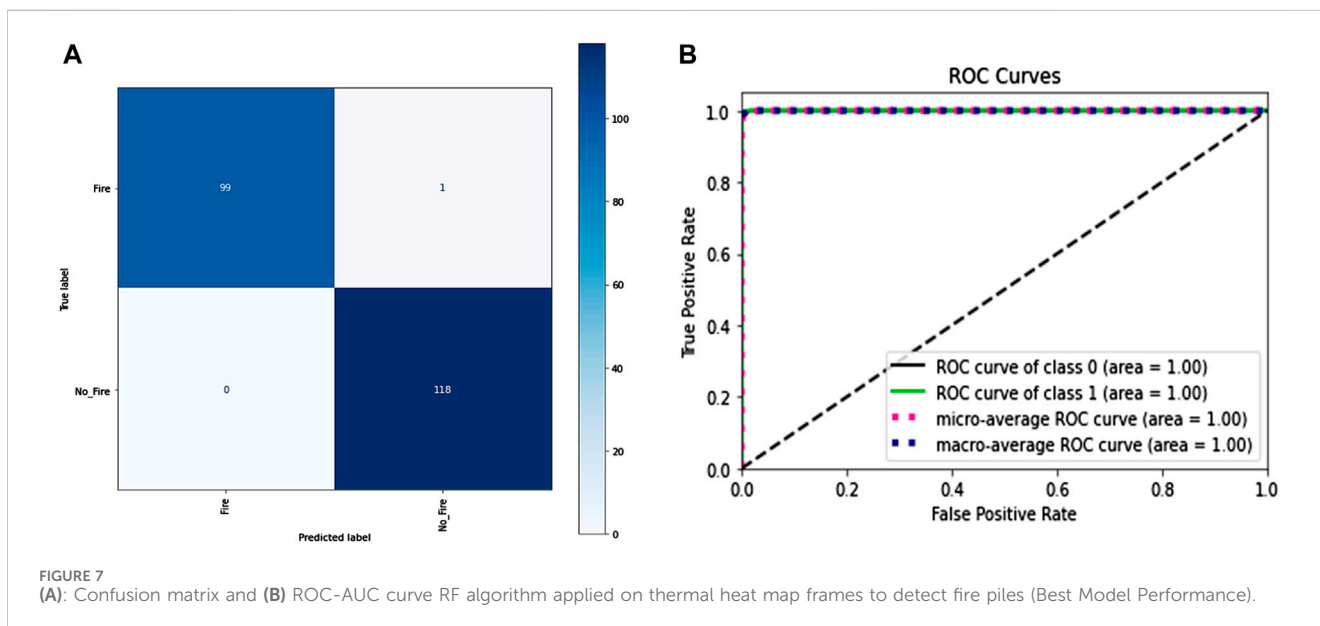 A
Fire
No_Fire
True label
99
1
0
118
Fire
No_Fire
Predicted label
100
80
60
40
20
0
B
ROC Curves
True Positive Rate
1.0
0.8
0.6
0.4
0.2
0.0
ROC curve of class 0 (area = 1.00)
ROC curve of class 1 (area = 1.00)
micro-average ROC curve (area = 1.00)
macro-average ROC curve (area = 1.00)
0.0 0.2 0.4 0.6 0.8 1.0
False Positive Rate
FIGURE 7
(A): Confusion matrix and (B) ROC-AUC curve RF algorithm applied on thermal heat map frames to detect fire piles (Best Model Performance).